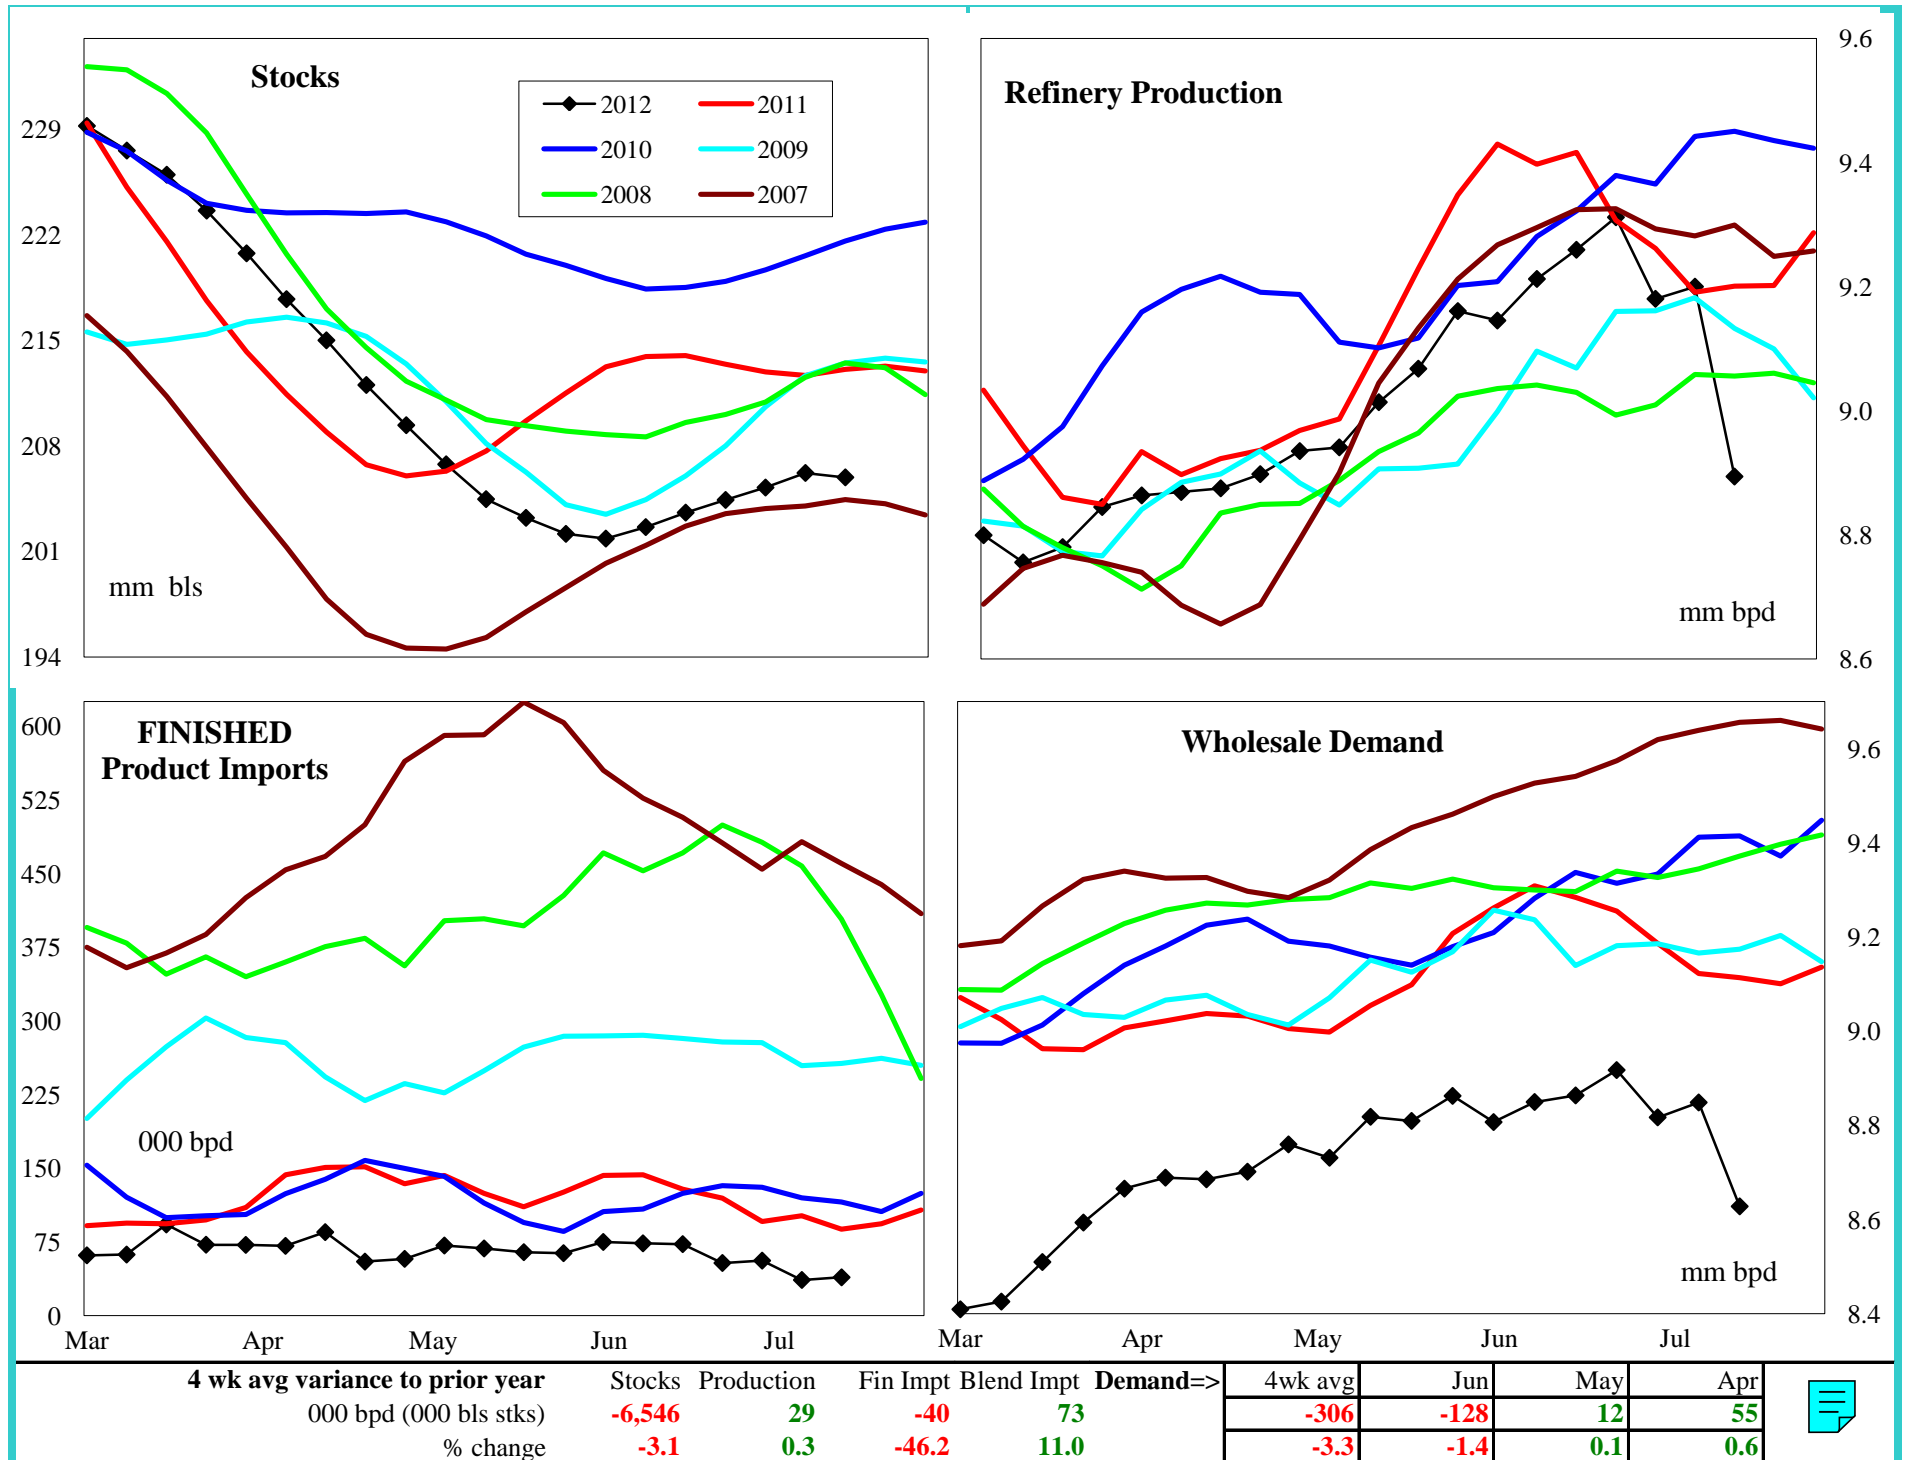 Stocks
2012 2011
2010 2009
2008 2007
229
222
215
208
201
194
mm bls
Refinery Production
9.6
9.4
9.2
9.0
8.8
8.6
mm bpd
FINISHED
Product Imports
600
525
450
375
300
225
150
75
0
000 bpd
Mar Apr May Jun Jul
Wholesale Demand
9.6
9.4
9.2
9.0
8.8
8.6
8.4
mm bpd
Mar Apr May Jun Jul
4 wk avg variance to prior year Stocks Production Fin Impt Blend Impt Demand=> 4wk avg Jun May Apr
000 bpd (000 bls stks) -6,546 29 -40 73 -306 -128 12 55
% change -3.1 0.3 -46.2 11.0 -3.3 -1.4 0.1 0.6